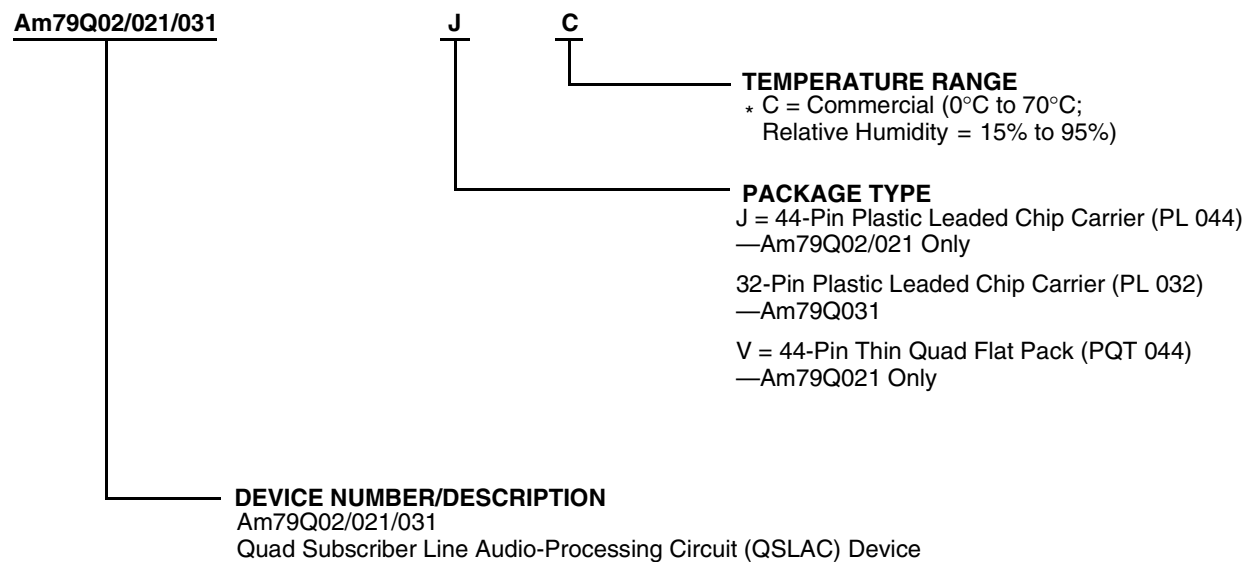 Am79Q02/021/031 J C
TEMPERATURE RANGE
* C = Commercial (0°C to 70°C;
Relative Humidity = 15% to 95%)
PACKAGE TYPE
J = 44-Pin Plastic Leaded Chip Carrier (PL 044)
—Am79Q02/021 Only
32-Pin Plastic Leaded Chip Carrier (PL 032)
—Am79Q031
V = 44-Pin Thin Quad Flat Pack (PQT 044)
—Am79Q021 Only
DEVICE NUMBER/DESCRIPTION
Am79Q02/021/031
Quad Subscriber Line Audio-Processing Circuit (QSLAC) Device